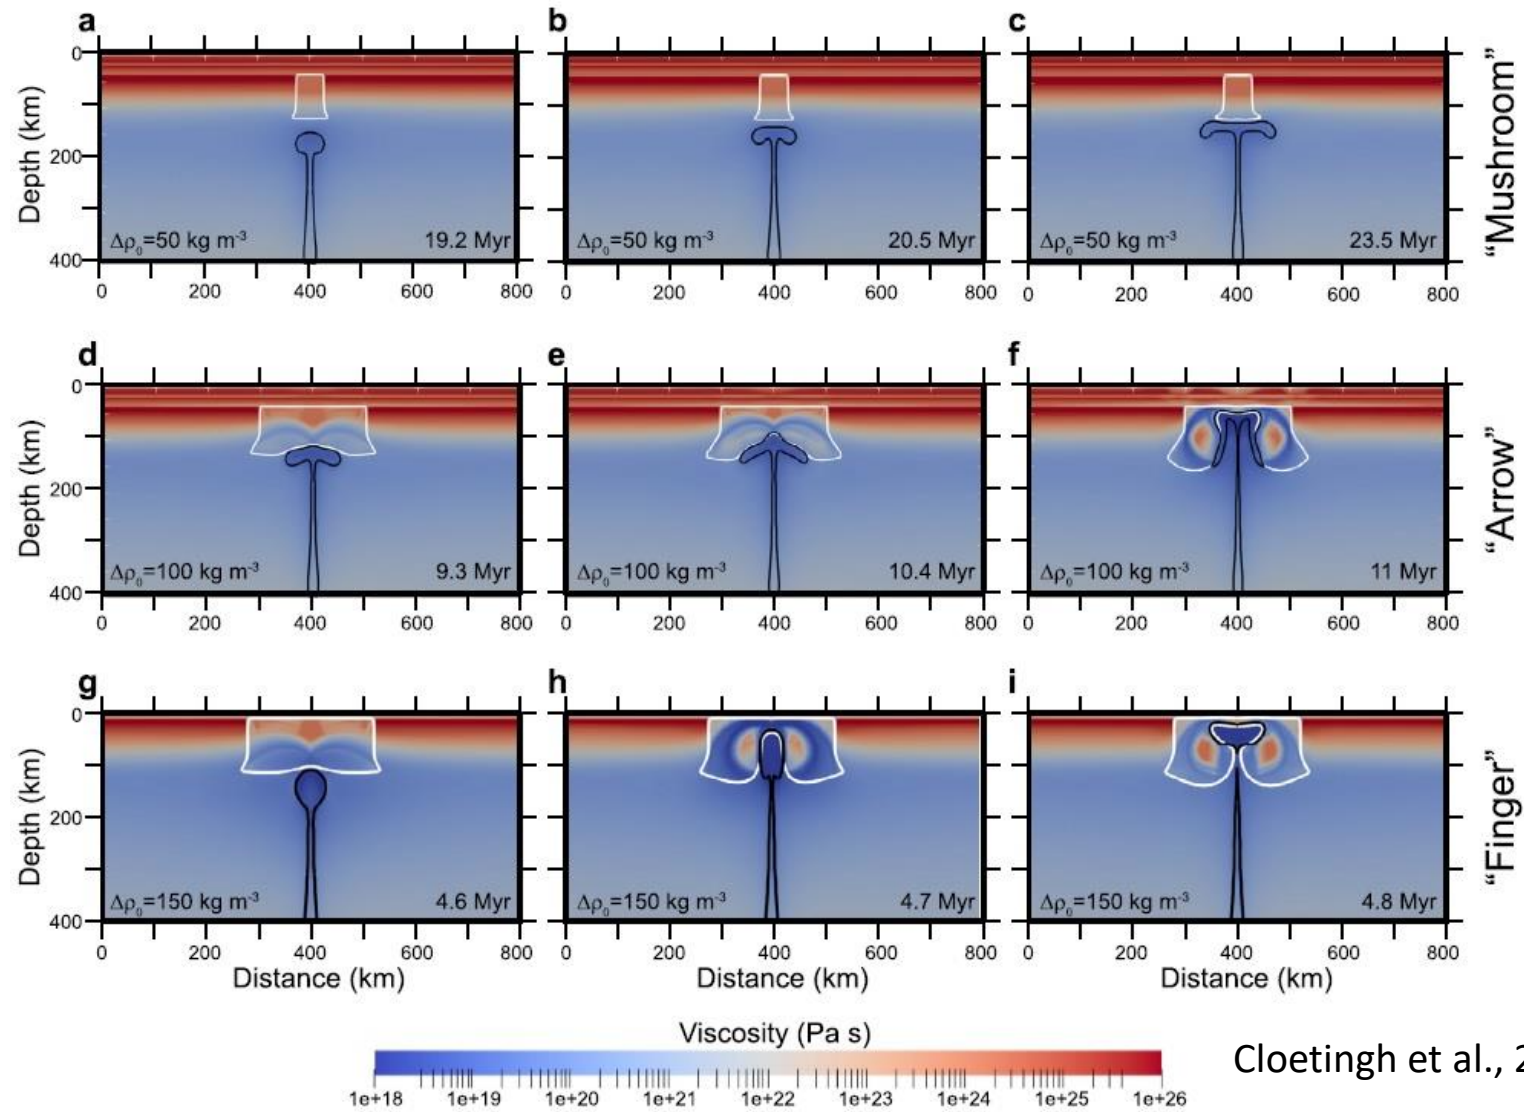 a
b
c
0
200
400
Depth (km)
Δρ₀=50 kg m⁻³ 19.2 Myr
Δρ₀=50 kg m⁻³ 20.5 Myr
Δρ₀=50 kg m⁻³ 23.5 Myr
"Mushroom"
0 200 400 600 800
0 200 400 600 800
0 200 400 600 800
d
e
f
0
200
400
Depth (km)
Δρ₀=100 kg m⁻³ 9.3 Myr
Δρ₀=100 kg m⁻³ 10.4 Myr
Δρ₀=100 kg m⁻³ 11 Myr
"Arrow"
0 200 400 600 800
0 200 400 600 800
0 200 400 600 800
g
h
i
0
200
400
Depth (km)
Δρ₀=150 kg m⁻³ 4.6 Myr
Δρ₀=150 kg m⁻³ 4.7 Myr
Δρ₀=150 kg m⁻³ 4.8 Myr
"Finger"
0 200 400 600 800
0 200 400 600 800
0 200 400 600 800
Distance (km)
Distance (km)
Distance (km)
Viscosity (Pa s)
1e+18 1e+19 1e+20 1e+21 1e+22 1e+23 1e+24 1e+25 1e+26
Cloetingh et al.,